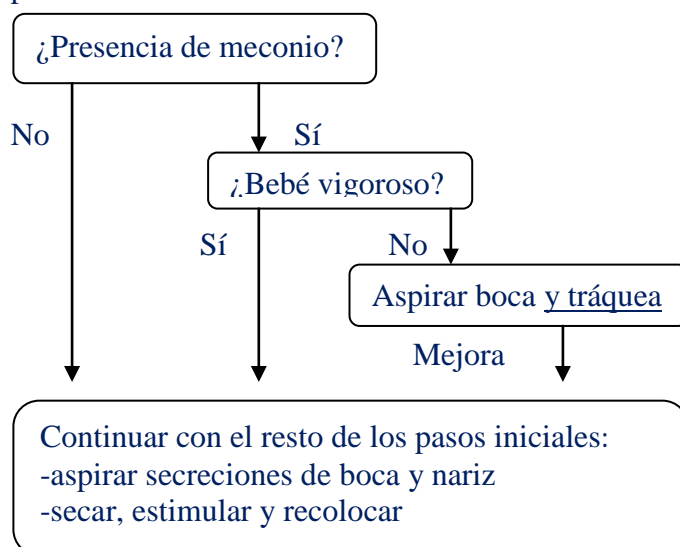 ¿Presencia de meconio?
No
Sí
¿Bebé vigoroso?
Sí
No
Aspirar boca y tráquea
Mejora
Continuar con el resto de los pasos iniciales:
-aspirar secreciones de boca y nariz
-secar, estimular y recolocar